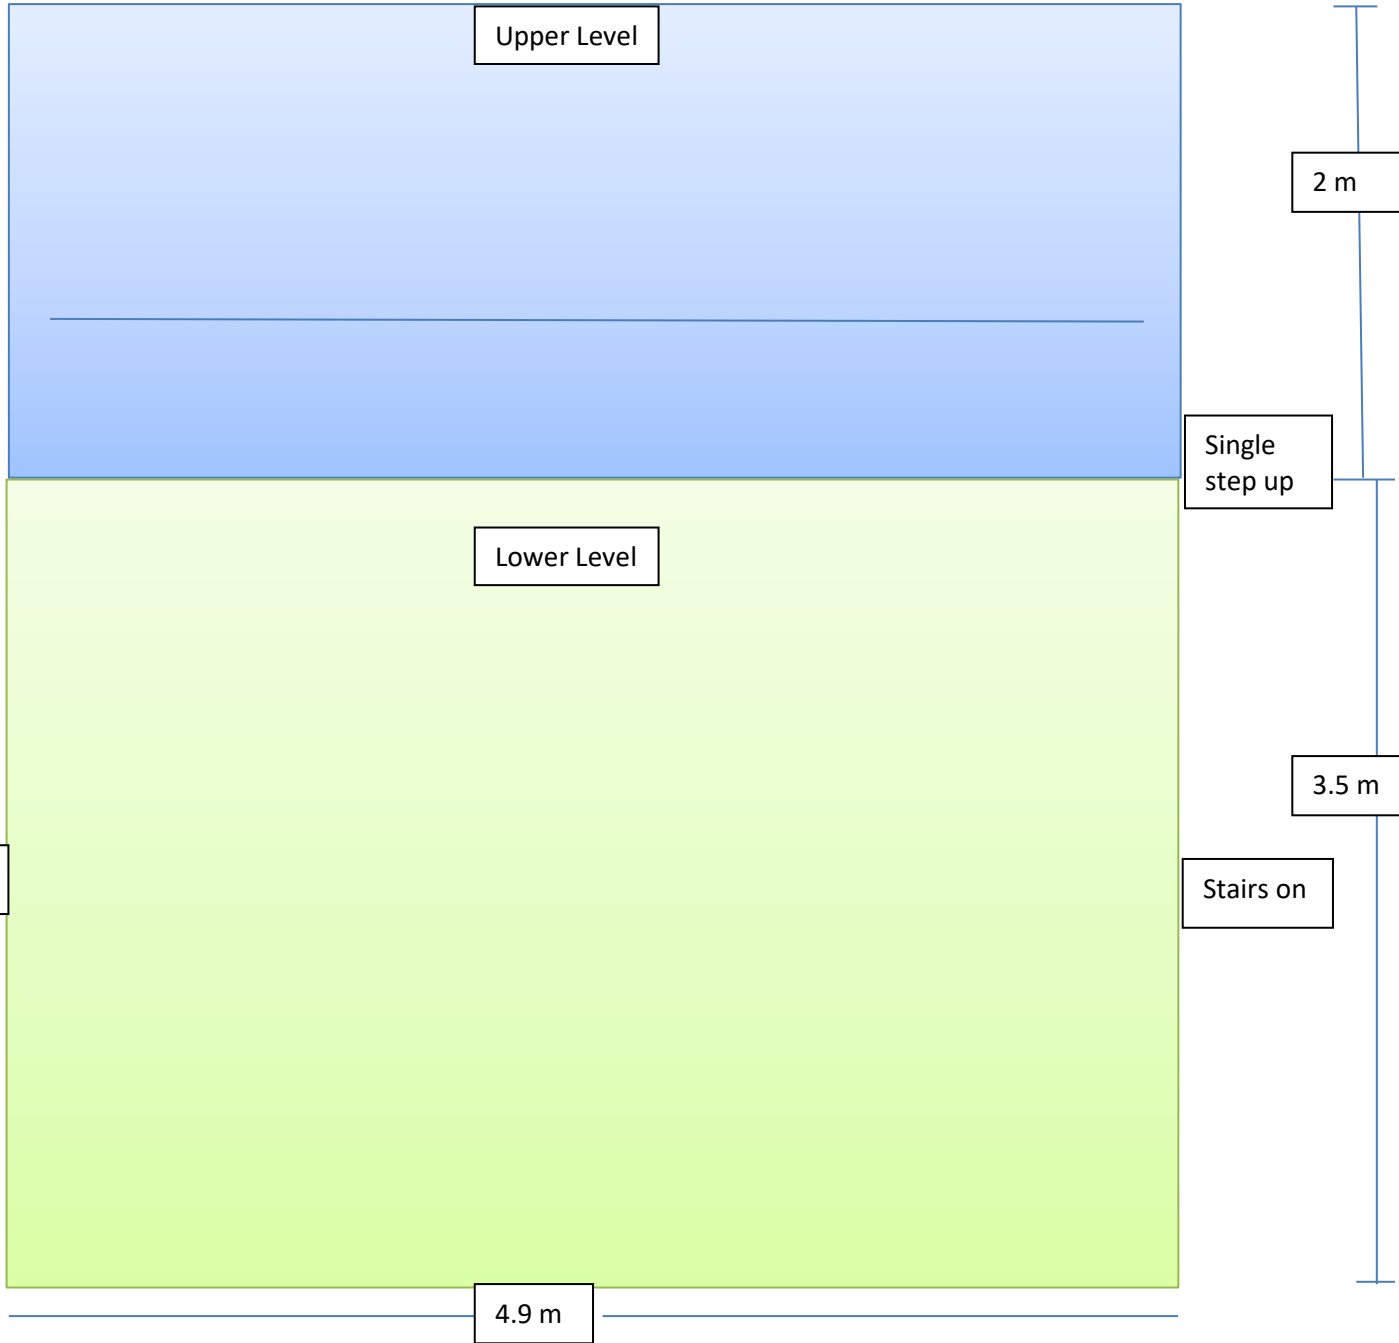 Upper Level
2 m
Single
step up
Lower Level
3.5 m
Stairs on
4.9 m